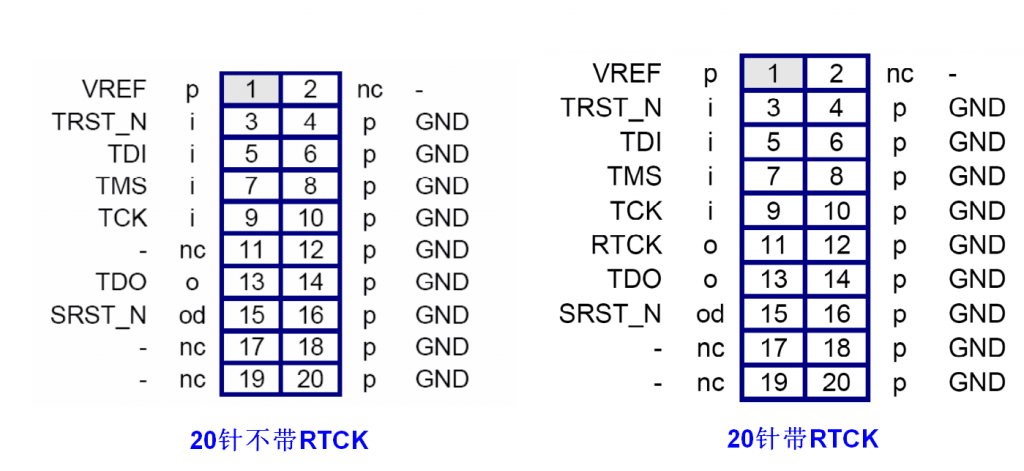 VREF p 1 2 nc -
TRST_N i 3 4 p GND
TDI i 5 6 p GND
TMS i 7 8 p GND
TCK i 9 10 p GND
- nc 11 12 p GND
TDO o 13 14 p GND
SRST_N od 15 16 p GND
- nc 17 18 p GND
- nc 19 20 p GND
20针不带RTCK
VREF p 1 2 nc -
TRST_N i 3 4 p GND
TDI i 5 6 p GND
TMS i 7 8 p GND
TCK i 9 10 p GND
RTCK o 11 12 p GND
TDO o 13 14 p GND
SRST_N od 15 16 p GND
- nc 17 18 p GND
- nc 19 20 p GND
20针带RTCK